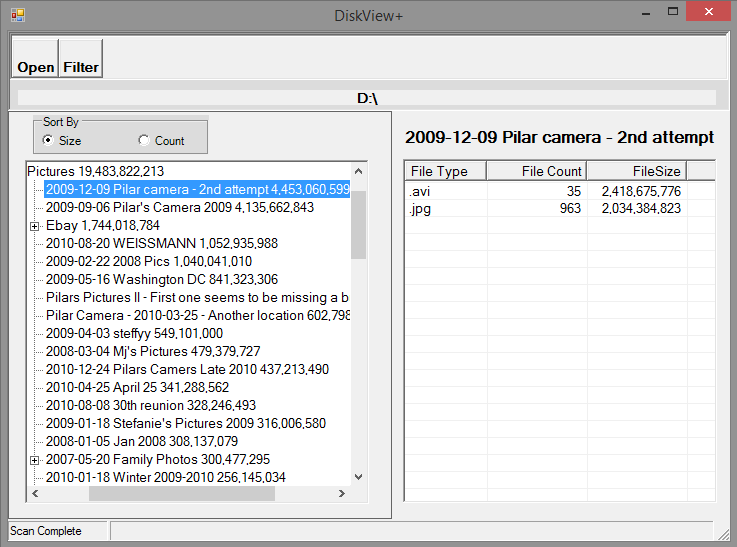 DiskView+
Open Filter
D:\
Sort By
Size Count
Pictures 19,483,822,213
2009-12-09 Pilar camera - 2nd attempt 4,453,060,599
2009-09-06 Pilar's Camera 2009 4,135,662,843
Ebay 1,744,018,784
2010-08-20 WEISSMANN 1,052,935,988
2009-02-22 2008 Pics 1,040,041,010
2009-05-16 Washington DC 841,323,306
Pilars Pictures II - First one seems to be missing a b
Pilar Camera - 2010-03-25 - Another location 602,798
2009-04-03 steffyy 549,101,000
2008-03-04 Mj's Pictures 479,379,727
2010-12-24 Pilars Camers Late 2010 437,213,490
2010-04-25 April 25 341,288,562
2010-08-08 30th reunion 328,246,493
2009-01-18 Stefanie's Pictures 2009 316,006,580
2008-01-05 Jan 2008 308,137,079
2007-05-20 Family Photos 300,477,295
2010-01-18 Winter 2009-2010 256,145,034
2009-12-09 Pilar camera - 2nd attempt
File Type File Count FileSize
.avi 35 2,418,675,776
.jpg 963 2,034,384,823
Scan Complete